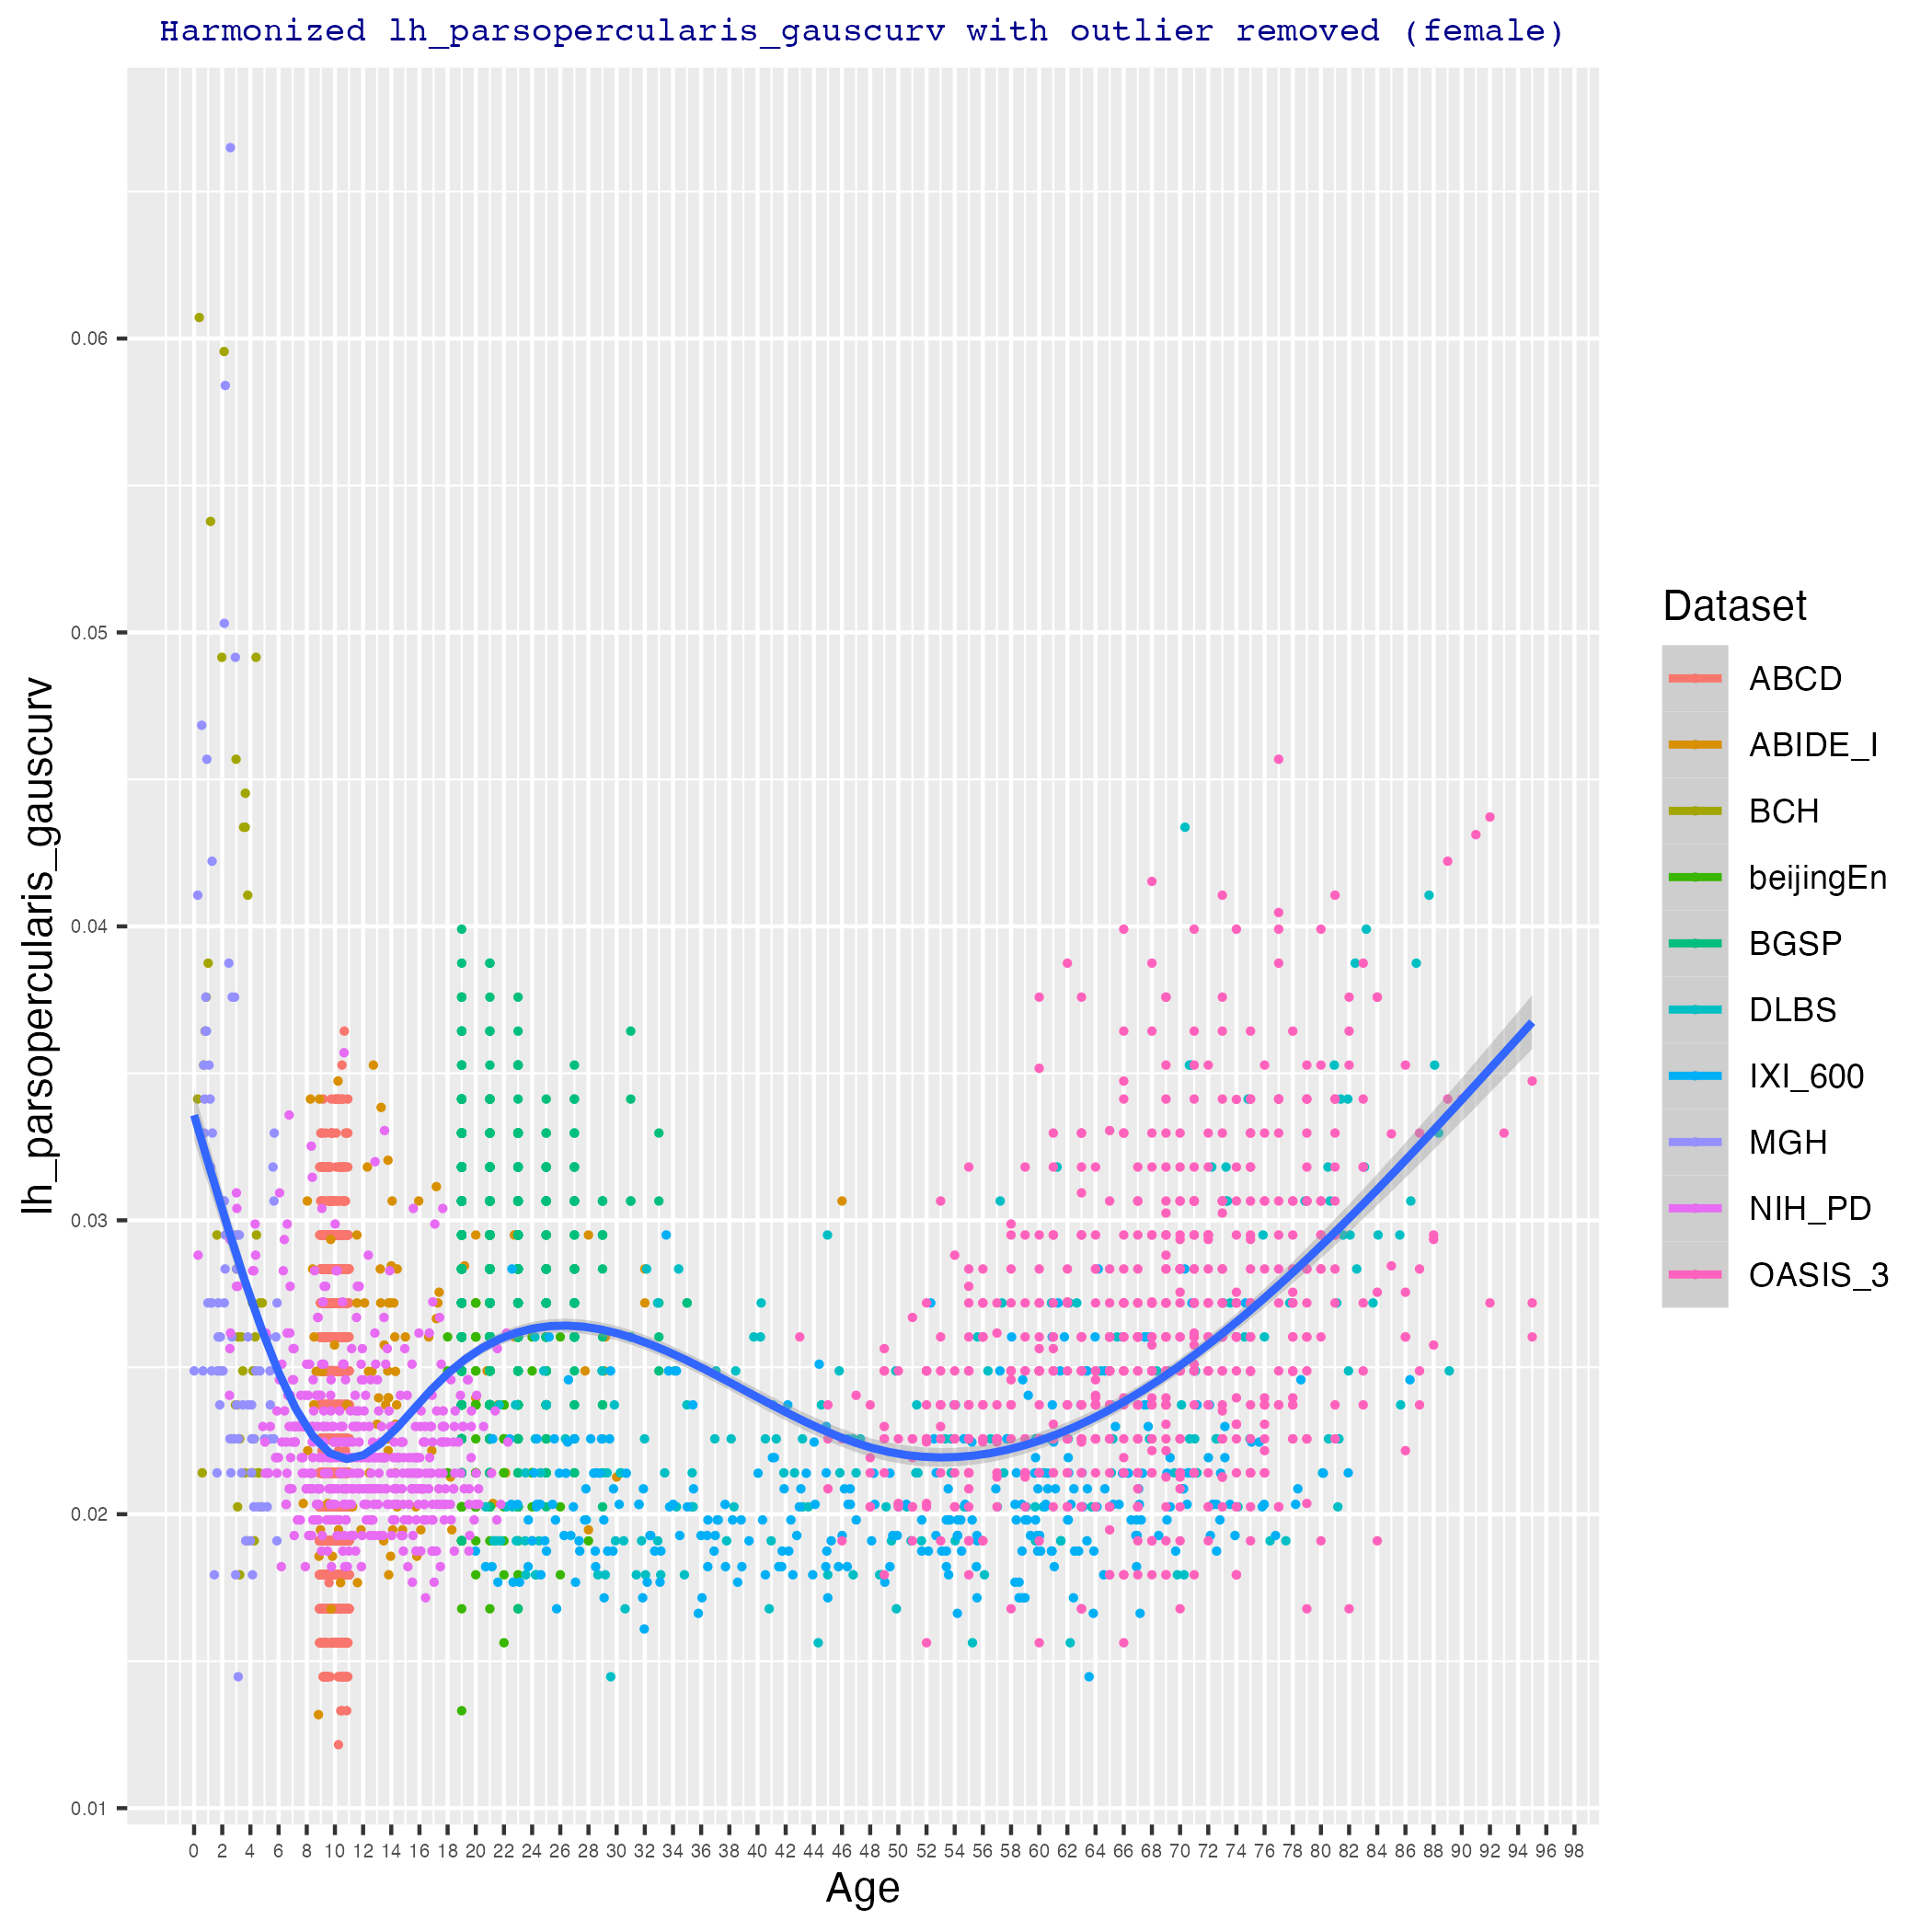 Harmonized lh_parsopercularis_gauscurv with outlier removed (female)
lh_parsopercularis_gauscurv
0.06
0.05
0.04
0.03
0.02
0.01
0 2 4 6 8 10 12 14 16 18 20 22 24 26 28 30 32 34 36 38 40 42 44 46 48 50 52 54 56 58 60 62 64 66 68 70 72 74 76 78 80 82 84 86 88 90 92 94 96 98
Age
Dataset
ABCD
ABIDE_I
BCH
beijingEn
BGSP
DLBS
IXI_600
MGH
NIH_PD
OASIS_3